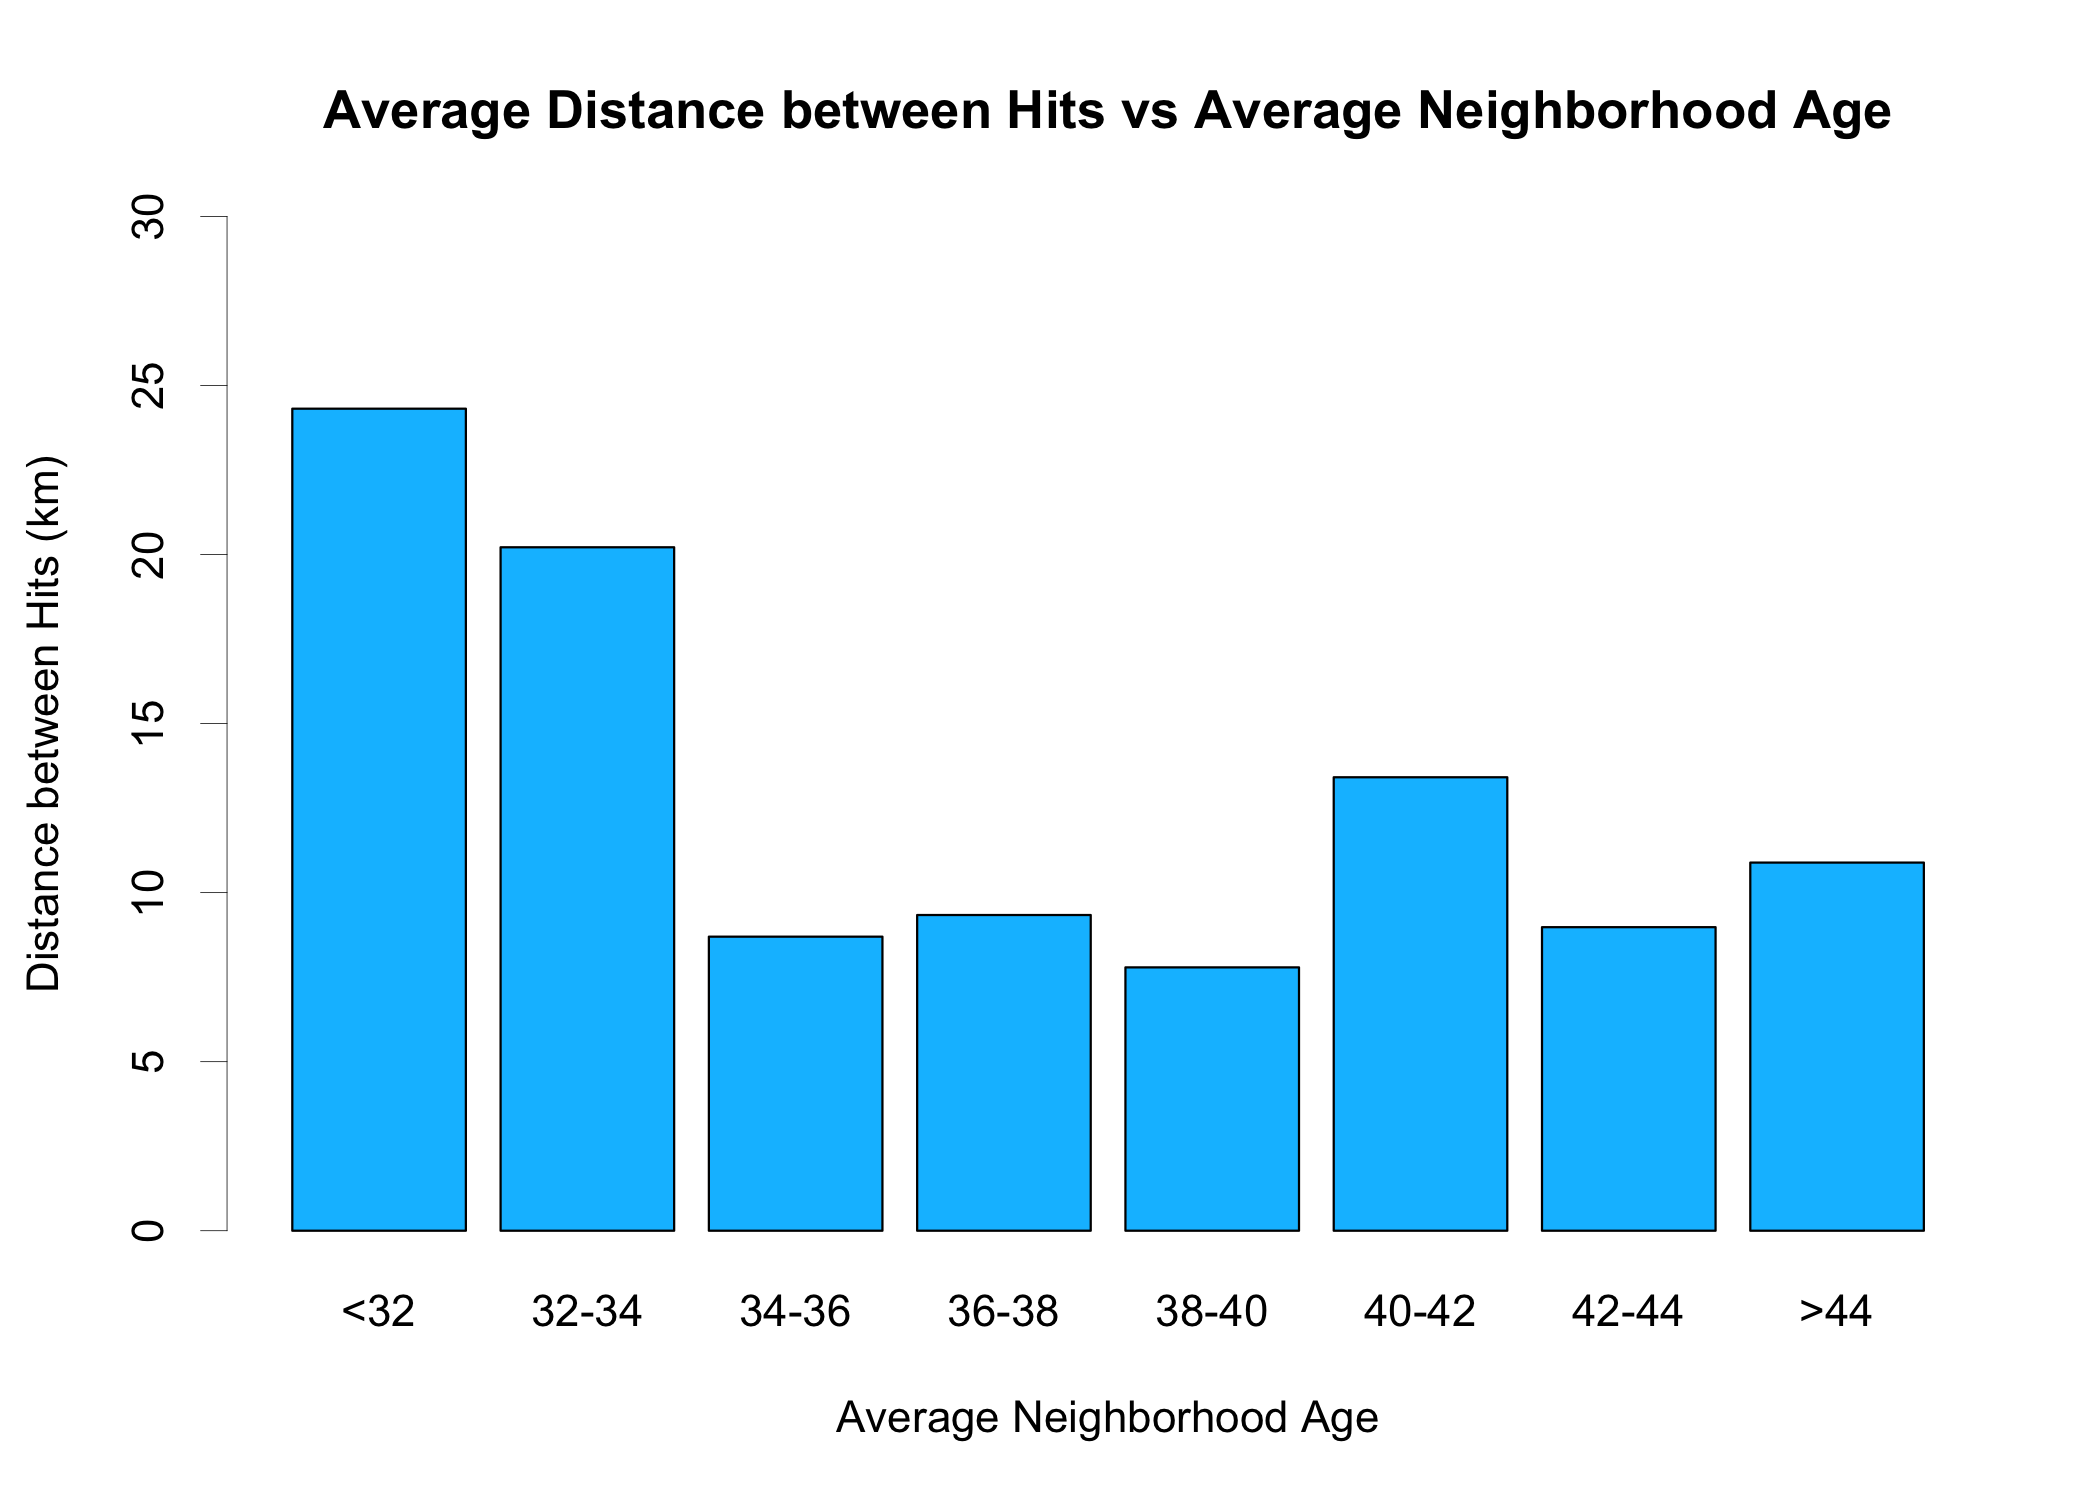 Average Distance between Hits vs Average Neighborhood Age
Distance between Hits (km)
30
25
20
15
10
5
0
<32 32-34 34-36 36-38 38-40 40-42 42-44 >44
Average Neighborhood Age